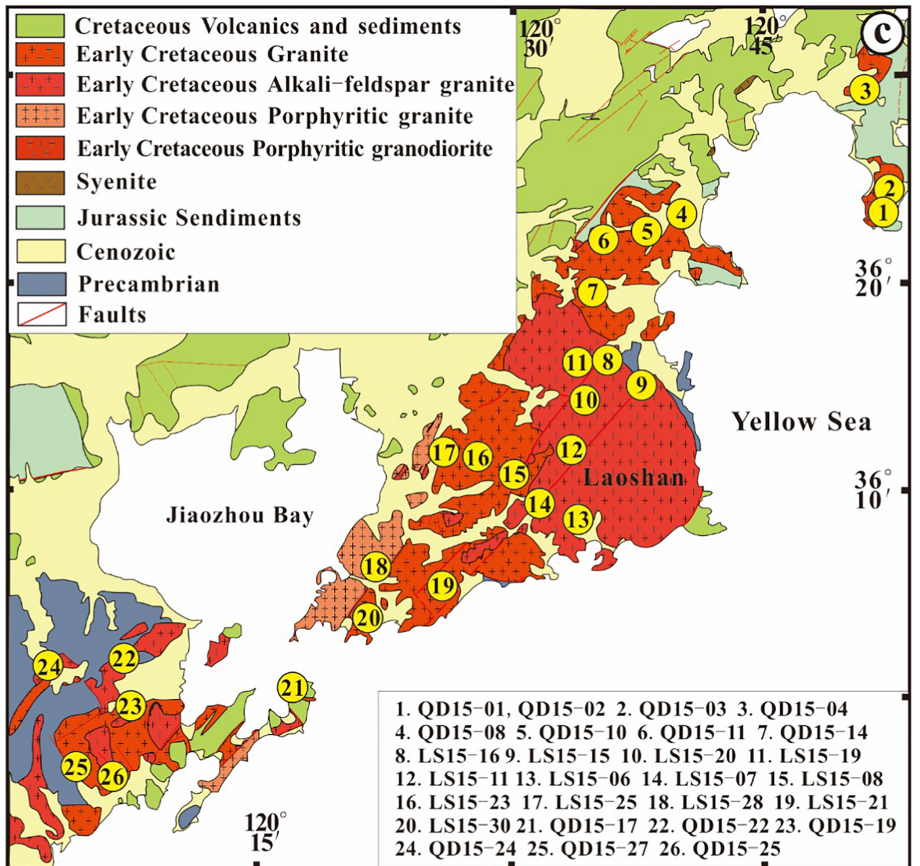 Cretaceous Volcanics and sediments
Early Cretaceous Granite
Early Cretaceous Alkali-feldspar granite
Early Cretaceous Porphyritic granite
Early Cretaceous Porphyritic granodiorite
Syenite
Jurassic Sendiments
Cenozoic
Precambrian
Faults
120°
30′
120°
45′
c
3
2
1
4
5
6
36°
20′
7
11
8
9
10
Yellow Sea
17
16
12
15
Laoshan
36°
10′
14
13
Jiaozhou Bay
18
19
20
22
24
21
23
25
26
120°
15′
1. QD15-01, QD15-02 2. QD15-03 3. QD15-04
4. QD15-08 5. QD15-10 6. QD15-11 7. QD15-14
8. LS15-16 9. LS15-15 10. LS15-20 11. LS15-19
12. LS15-11 13. LS15-06 14. LS15-07 15. LS15-08
16. LS15-23 17. LS15-25 18. LS15-28 19. LS15-21
20. LS15-30 21. QD15-17 22. QD15-22 23. QD15-19
24. QD15-24 25. QD15-27 26. QD15-25